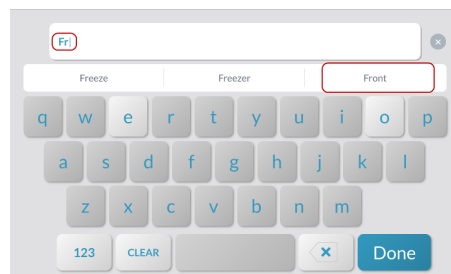 Fr
Freeze Freezer Front
q w e r t y u i o p
a s d f g h j k l
z x c v b n m
123 CLEAR Done